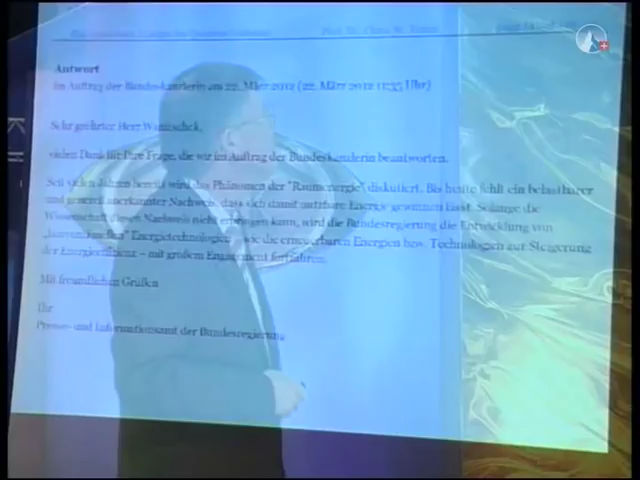 Prof. Dr. Claus W. Turtur
Antwort
im Auftrag der Bundeskanzlerin am 22. März 2012 (22. März 2012 11:35 Uhr)
Sehr geehrter Herr
vielen Dank für Ihre Frage, die wir im Auftrag der Bundeskanzlerin beantworten.
Seit vielen Jahren bereits wird das Phänomen der "Raumenergie" diskutiert. Bis heute fehlt ein belastbarer
und generell anerkannter Nachweis, dass sich damit nutzbare Energie gewinnen lässt. Solange die
Wissenschaft diesen Nachweis nicht erbringen kann, wird die Bundesregierung die Entwicklung von
Energietechnologien wie die erneuerbaren Energien bzw. Technologien zur Steigerung
der Energieeffizienz – mit großem Engagement fortführen.
Mit freundlichen Grüßen
Ihr
Presse- und Informationsamt der Bundesregierung